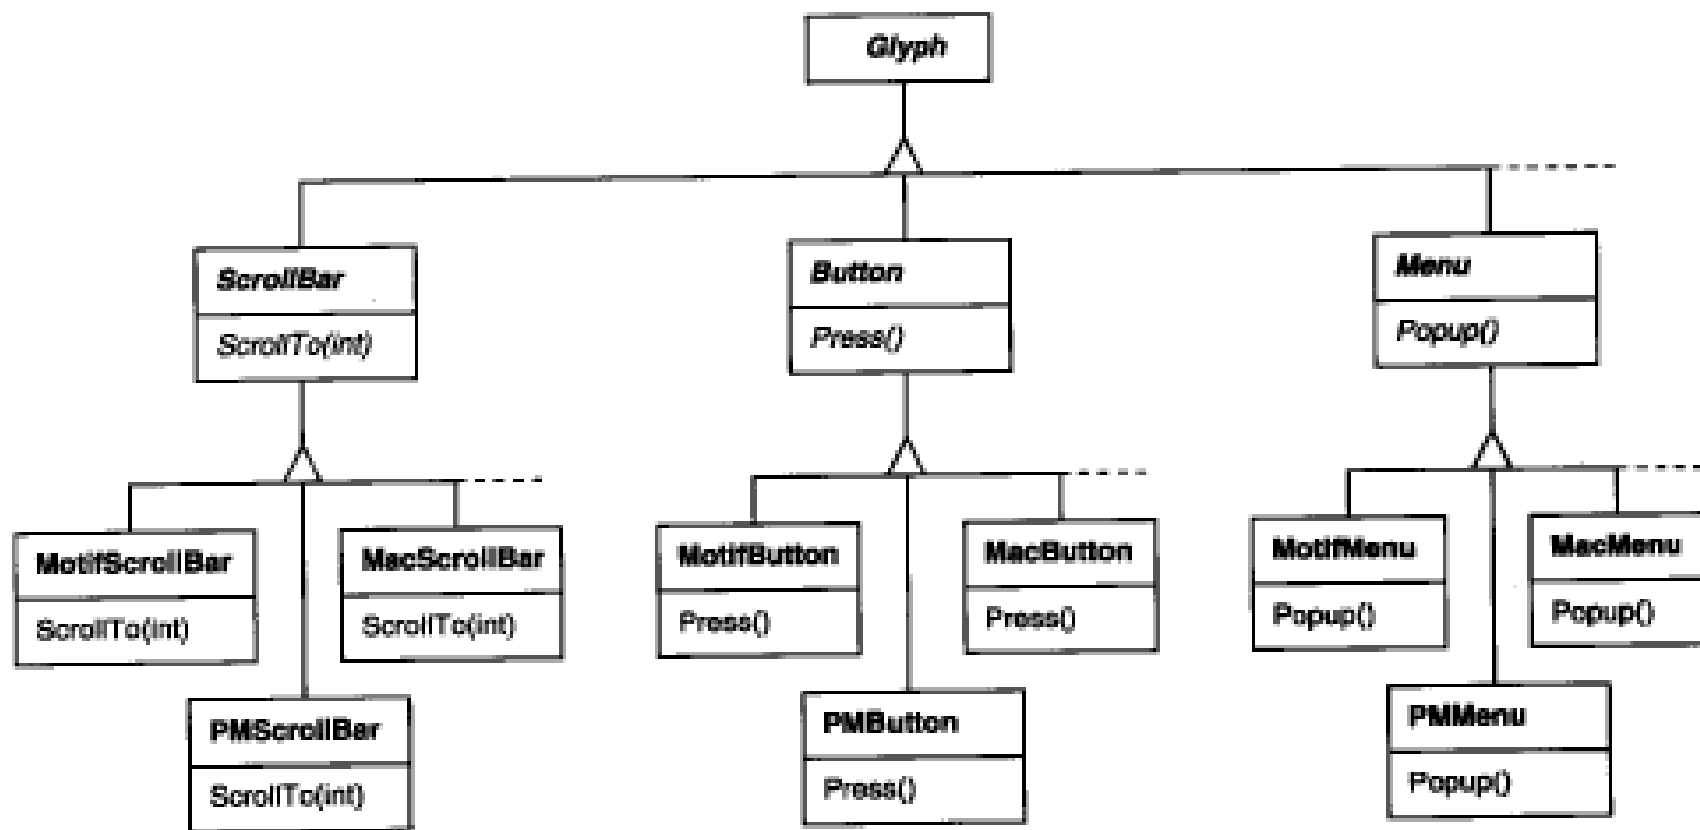 Glyph
ScrollBar
ScrollTo(int)
Button
Press()
Menu
Popup()
MotifScrollBar
ScrollTo(int)
MacScrollBar
ScrollTo(int)
PMScrollBar
ScrollTo(int)
MotifButton
Press()
MacButton
Press()
PMButton
Press()
MotifMenu
Popup()
MacMenu
Popup()
PMMenu
Popup()